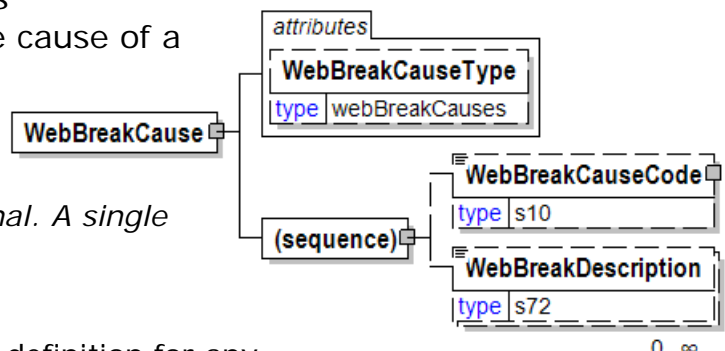 e cause of a
attributes
WebBreakCauseType
type webBreakCauses
WebBreakCause
WebBreakCauseCode
type s10
nal. A single
(sequence)
WebBreakDescription
type s72
0 ∞
definition for any